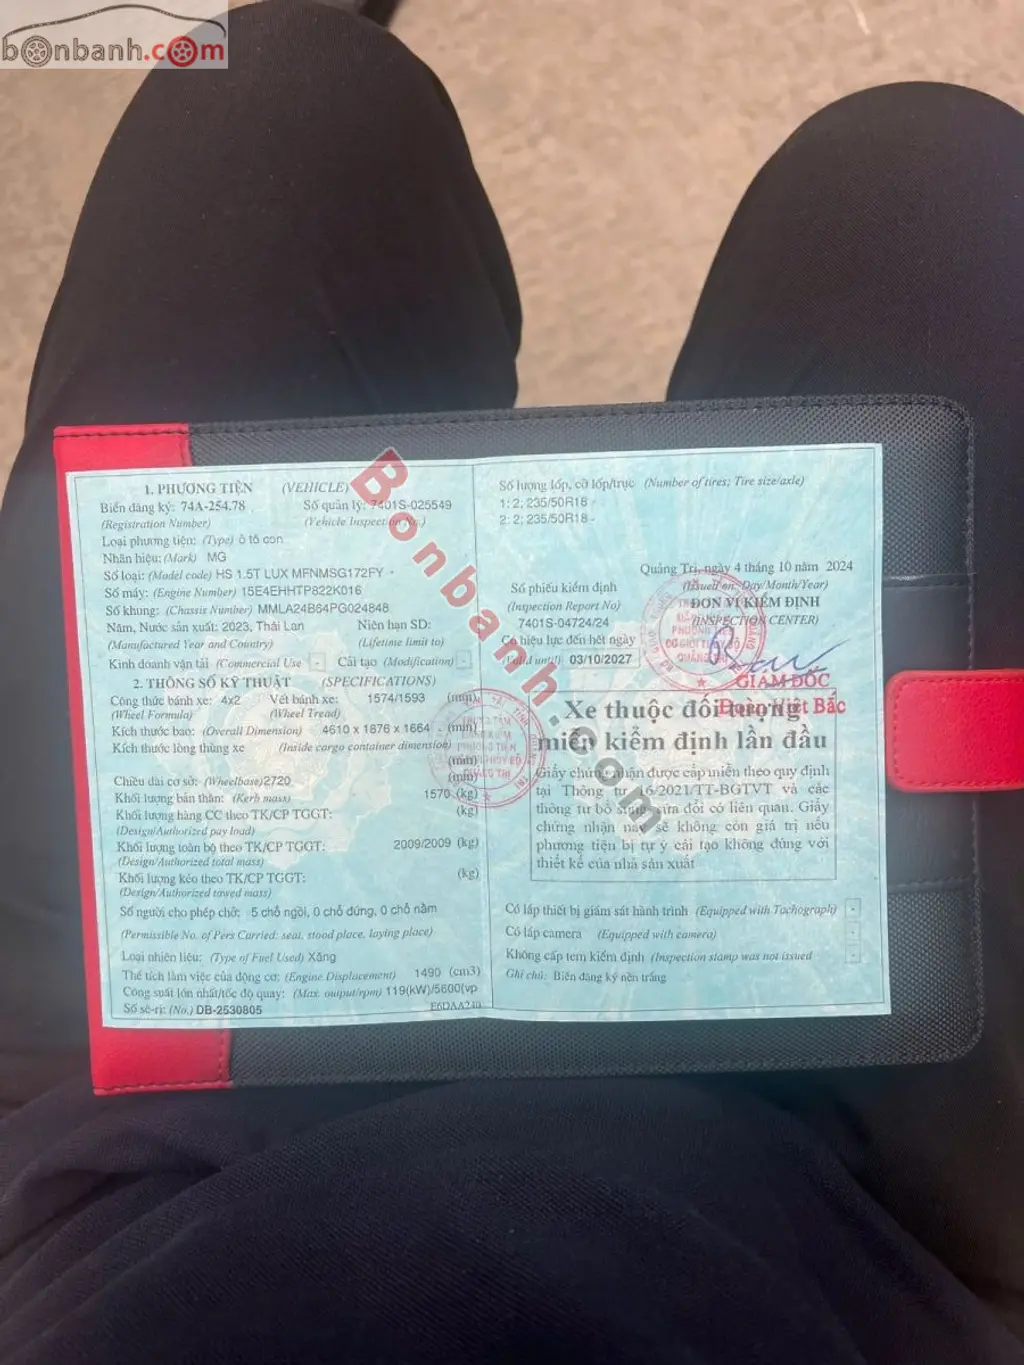 bonbanh.com
1. PHƯƠNG TIỆN (VEHICLE)
Biển đăng ký: 74A-254.78 Số quản lý: 7401S-025549
(Registration Number) (Vehicle Inspection No.)
Loại phương tiện: (Type) ô tô con
Nhãn hiệu: (Mark) MG
Số loại: (Model code) HS 1.5T LUX MFNMSG172FY -
Số máy: (Engine Number) 15E4EHHTP822K016
Số khung: (Chassis Number) MMLA24B64PG024848
Năm, Nước sản xuất: 2023, Thái Lan Niên hạn SD:
(Manufactured Year and Country) (Lifetime limit to)
Kinh doanh vận tải (Commercial Use - Cải tạo (Modification) -
2. THÔNG SỐ KỸ THUẬT (SPECIFICATIONS)
Công thức bánh xe: 4x2 Vết bánh xe: 1574/1593 (mm)
(Wheel Formula) (Wheel Tread)
Kích thước bao: (Overall Dimension) 4610 x 1876 x 1664 (mm)
Kích thước lòng thùng xe (Inside cargo container dimension)
(mm)
Chiều dài cơ sở: (Wheelbase) 2720 (mm)
Khối lượng bản thân: (Kerb mass) 1570 (kg)
Khối lượng hàng CC theo TK/CP TGGT: (kg)
(Design/Authorized pay load)
Khối lượng toàn bộ theo TK/CP TGGT: 2009/2009 (kg)
(Design/Authorized total mass)
Khối lượng kéo theo TK/CP TGGT: (kg)
(Design/Authorized towed mass)
Số người cho phép chở: 5 chỗ ngồi, 0 chỗ đứng, 0 chỗ nằm
(Permissible No. of Pers Carried: seat, stood place, laying place)
Loại nhiên liệu: (Type of Fuel Used) Xăng
Thể tích làm việc của động cơ: (Engine Displacement) 1490 (cm3)
Công suất lớn nhất/tốc độ quay: (Max. output/rpm) 119(kW)/5600(vp
Số sê-ri: (No.) DB-2530805
Số lượng lốp, cỡ lốp/trục (Number of tires; Tire size/axle)
1: 2; 235/50R18 -
2: 2; 235/50R18 -
Quảng Trị, ngày 4 tháng 10 năm 2024
(Issued on: Day/Month/Year)
Số phiếu kiểm định ĐƠN VỊ KIỂM ĐỊNH
(Inspection Report No) (INSPECTION CENTER)
7401S-04724/24
Có hiệu lực đến hết ngày
(Valid until) 03/10/2027
GIÁM ĐỐC
Đoàn Việt Bắc
Xe thuộc đối tượng
miễn kiểm định lần đầu
Giấy chứng nhận được cấp miễn theo quy định
tại Thông tư 16/2021/TT-BGTVT và các
thông tư bổ sung, sửa đổi có liên quan. Giấy
chứng nhận này sẽ không còn giá trị nếu
phương tiện bị tự ý cải tạo không đúng với
thiết kế của nhà sản xuất
Có lắp thiết bị giám sát hành trình (Equipped with Tachograph) -
Có lắp camera (Equipped with camera) -
Không cấp tem kiểm định (Inspection stamp was not issued -
Ghi chú: Biển đăng ký nền trắng
Bonbanh.com